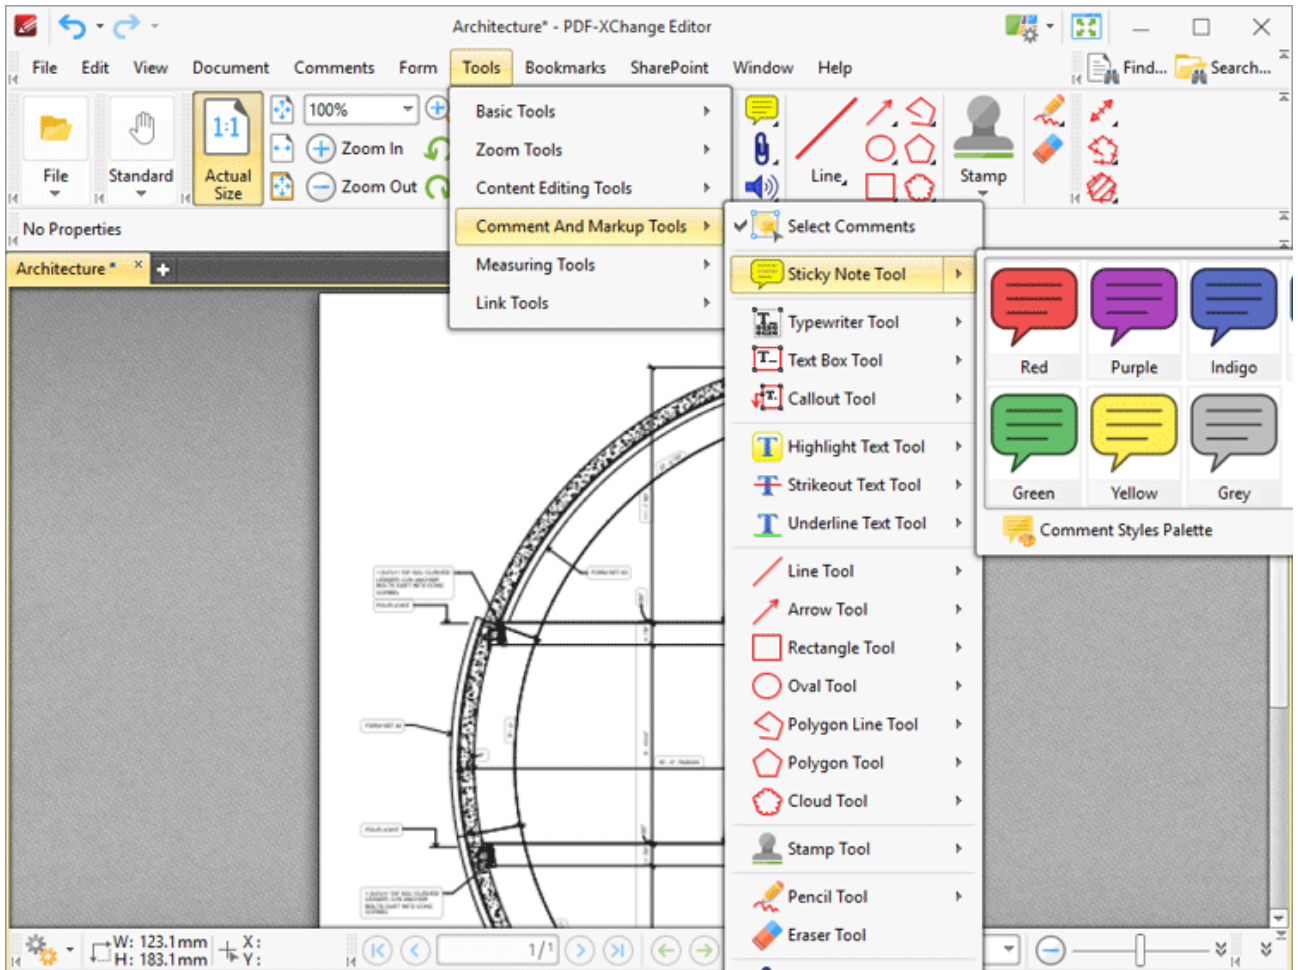 Architecture* - PDF-XChange Editor
File Edit View Document Comments Form Tools Bookmarks SharePoint Window Help Find... Search...
File
Standard
Actual Size
100%
Zoom In
Zoom Out
Line
Stamp
No Properties
Architecture *
Basic Tools
Zoom Tools
Content Editing Tools
Comment And Markup Tools
Measuring Tools
Link Tools
Select Comments
Sticky Note Tool
Typewriter Tool
Text Box Tool
Callout Tool
Highlight Text Tool
Strikeout Text Tool
Underline Text Tool
Line Tool
Arrow Tool
Rectangle Tool
Oval Tool
Polygon Line Tool
Polygon Tool
Cloud Tool
Stamp Tool
Pencil Tool
Eraser Tool
Red Purple Indigo
Green Yellow Grey
Comment Styles Palette
W: 123.1mm X:
H: 183.1mm Y:
1/1